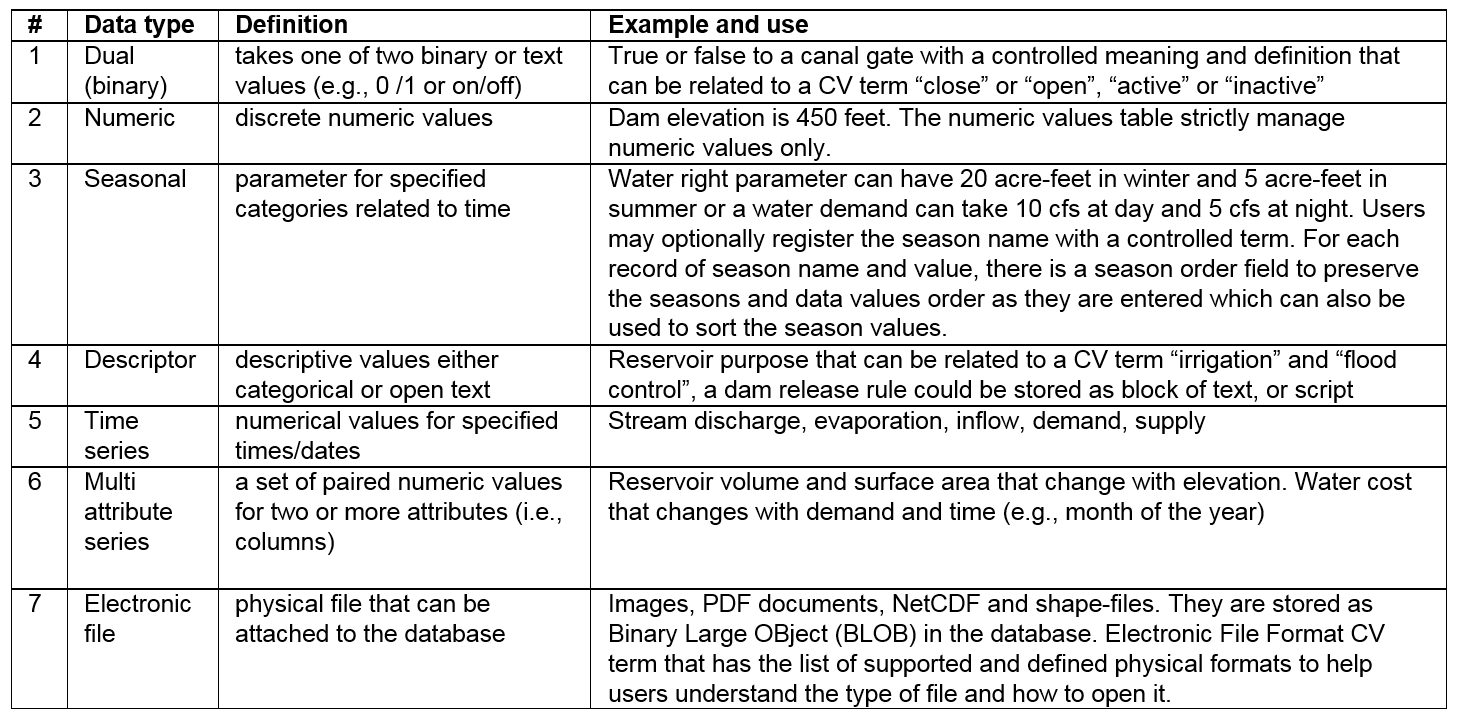 # Data type Definition Example and use
1 Dual takes one of two binary or text True or false to a canal gate with a controlled meaning and definition that
(binary) values (e.g., 0 /1 or on/off) can be related to a CV term “close” or “open”, “active” or “inactive”
2 Numeric discrete numeric values Dam elevation is 450 feet. The numeric values table strictly manage
numeric values only.
3 Seasonal parameter for specified Water right parameter can have 20 acre-feet in winter and 5 acre-feet in
categories related to time summer or a water demand can take 10 cfs at day and 5 cfs at night. Users
may optionally register the season name with a controlled term. For each
record of season name and value, there is a season order field to preserve
the seasons and data values order as they are entered which can also be
used to sort the season values.
4 Descriptor descriptive values either Reservoir purpose that can be related to a CV term “irrigation” and “flood
categorical or open text control”, a dam release rule could be stored as block of text, or script
5 Time numerical values for specified Stream discharge, evaporation, inflow, demand, supply
series times/dates
6 Multi a set of paired numeric values Reservoir volume and surface area that change with elevation. Water cost
attribute for two or more attributes (i.e., that changes with demand and time (e.g., month of the year)
series columns)
7 Electronic physical file that can be Images, PDF documents, NetCDF and shape-files. They are stored as
file attached to the database Binary Large OBject (BLOB) in the database. Electronic File Format CV
term that has the list of supported and defined physical formats to help
users understand the type of file and how to open it.